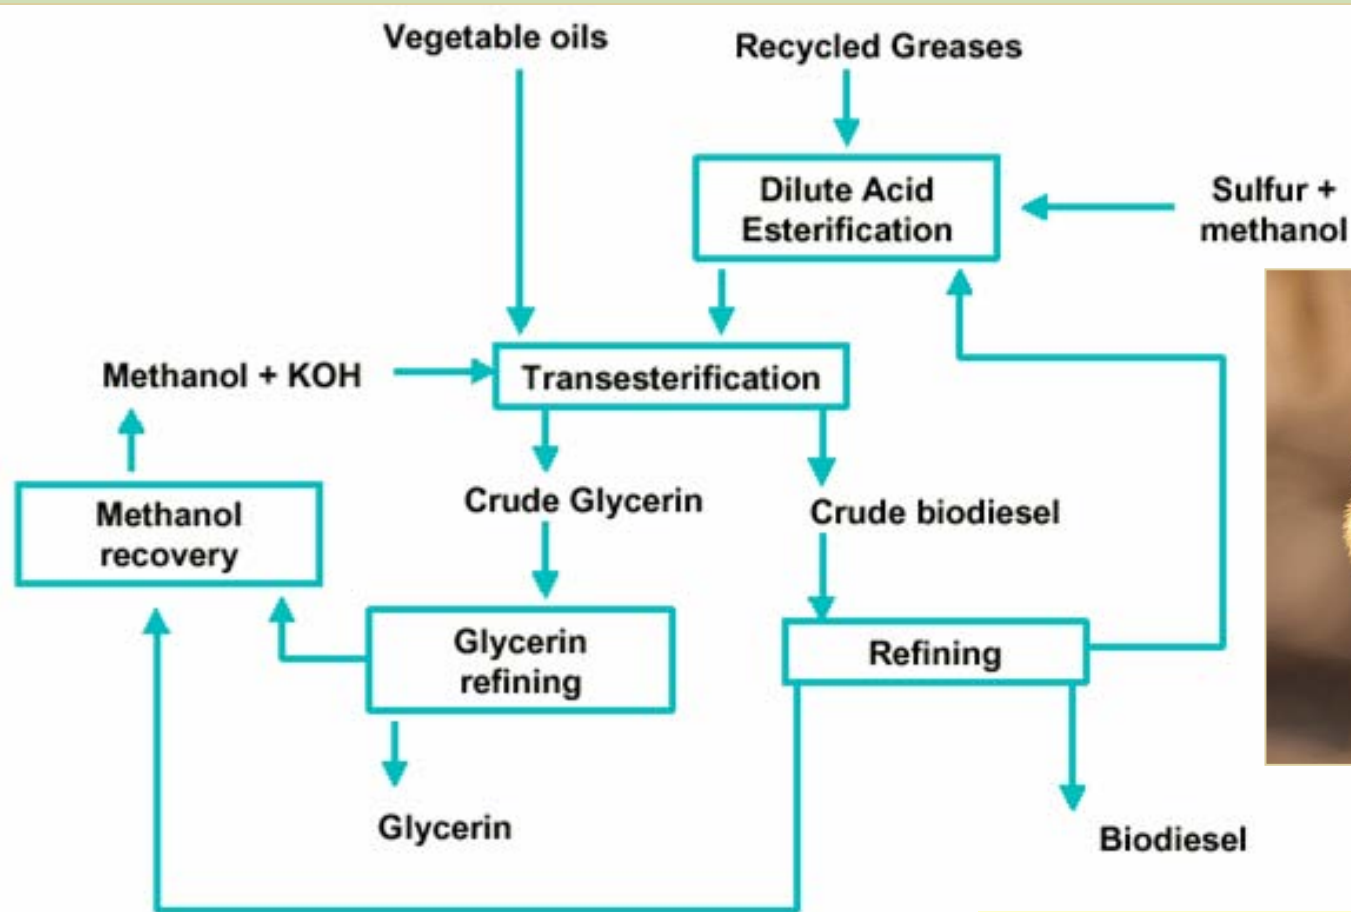 Vegetable oils
Recycled Greases
Dilute Acid
Esterification
Sulfur +
methanol
Methanol + KOH
Transesterification
Methanol
recovery
Crude Glycerin
Crude biodiesel
Glycerin
refining
Refining
Glycerin
Biodiesel